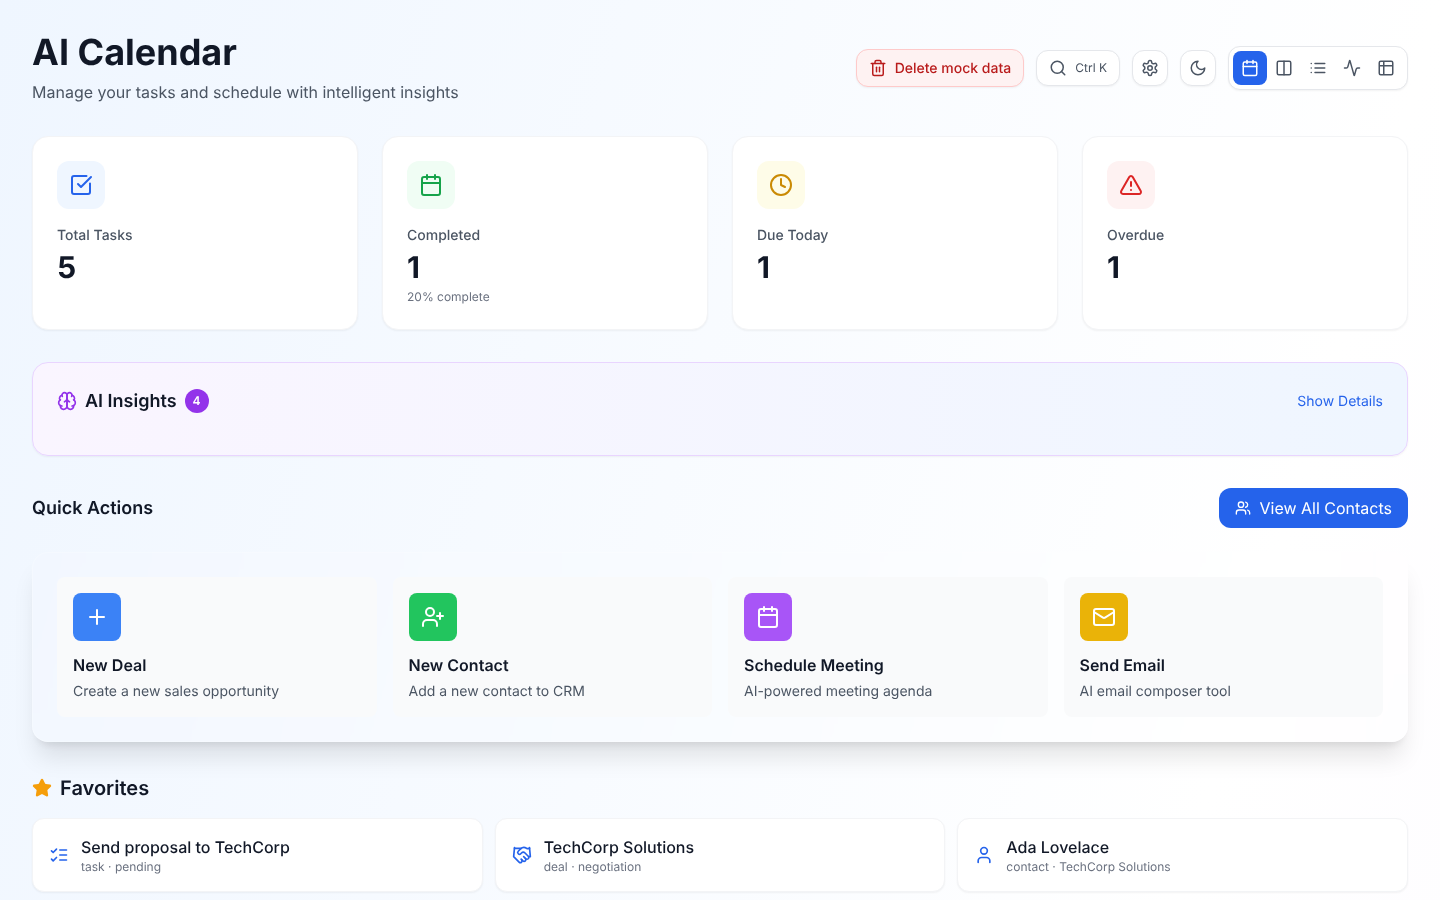 AI Calendar
Manage your tasks and schedule with intelligent insights
Delete mock data
Ctrl K
Total Tasks
5
Completed
1
20% complete
Due Today
1
Overdue
1
AI Insights 4
Show Details
Quick Actions
View All Contacts
New Deal
Create a new sales opportunity
New Contact
Add a new contact to CRM
Schedule Meeting
AI-powered meeting agenda
Send Email
AI email composer tool
Favorites
Send proposal to TechCorp
task · pending
TechCorp Solutions
deal · negotiation
Ada Lovelace
contact · TechCorp Solutions